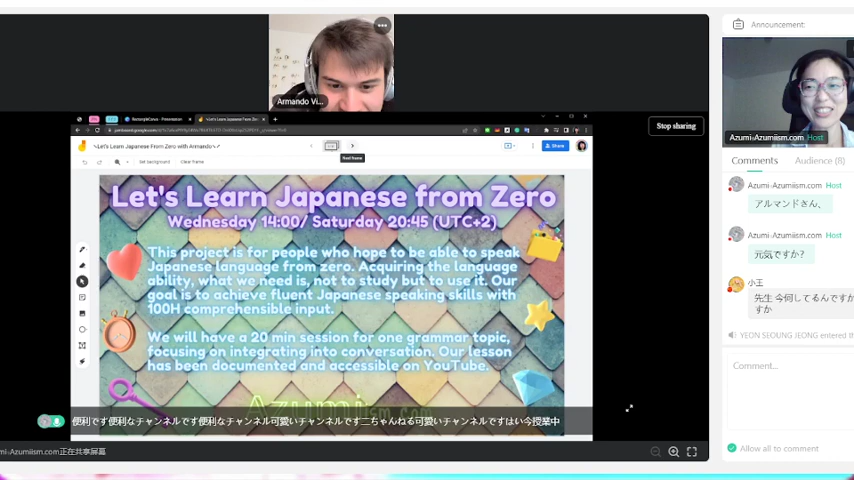 Announcement:
Armando Vi...
Stop sharing
Azumi-Azumiism.com Host
Let's Learn Japanese From Zero with Armando
Next frame
Share
Set background
Clear frame
Let's Learn Japanese from Zero
Wednesday 14:00/ Saturday 20:45 (UTC+2)
This project is for people who hope to be able to speak
Japanese language from zero. Acquiring the language
ability, what we need is, not to study but to use it. Our
goal is to achieve fluent Japanese speaking skills with
100H comprehensible input.
We will have a 20 min session for one grammar topic,
focusing on integrating into conversation. Our lesson
has been documented and accessible on YouTube.
Azumiism.com
便利です便利なチャンネルです便利なチャンネル可愛いチャンネルです二ちゃんねる可愛いチャンネルですはい今授業中
mi-Azumiism.com正在共享屏幕
Comments
Audience (8)
Azumi-Azumiism.com Host
アルマンドさん、
Azumi-Azumiism.com Host
元気ですか?
小王
先生 今何してるんですか
すか
YEON SEOUNG JEONG entered th
Comment...
Allow all to comment